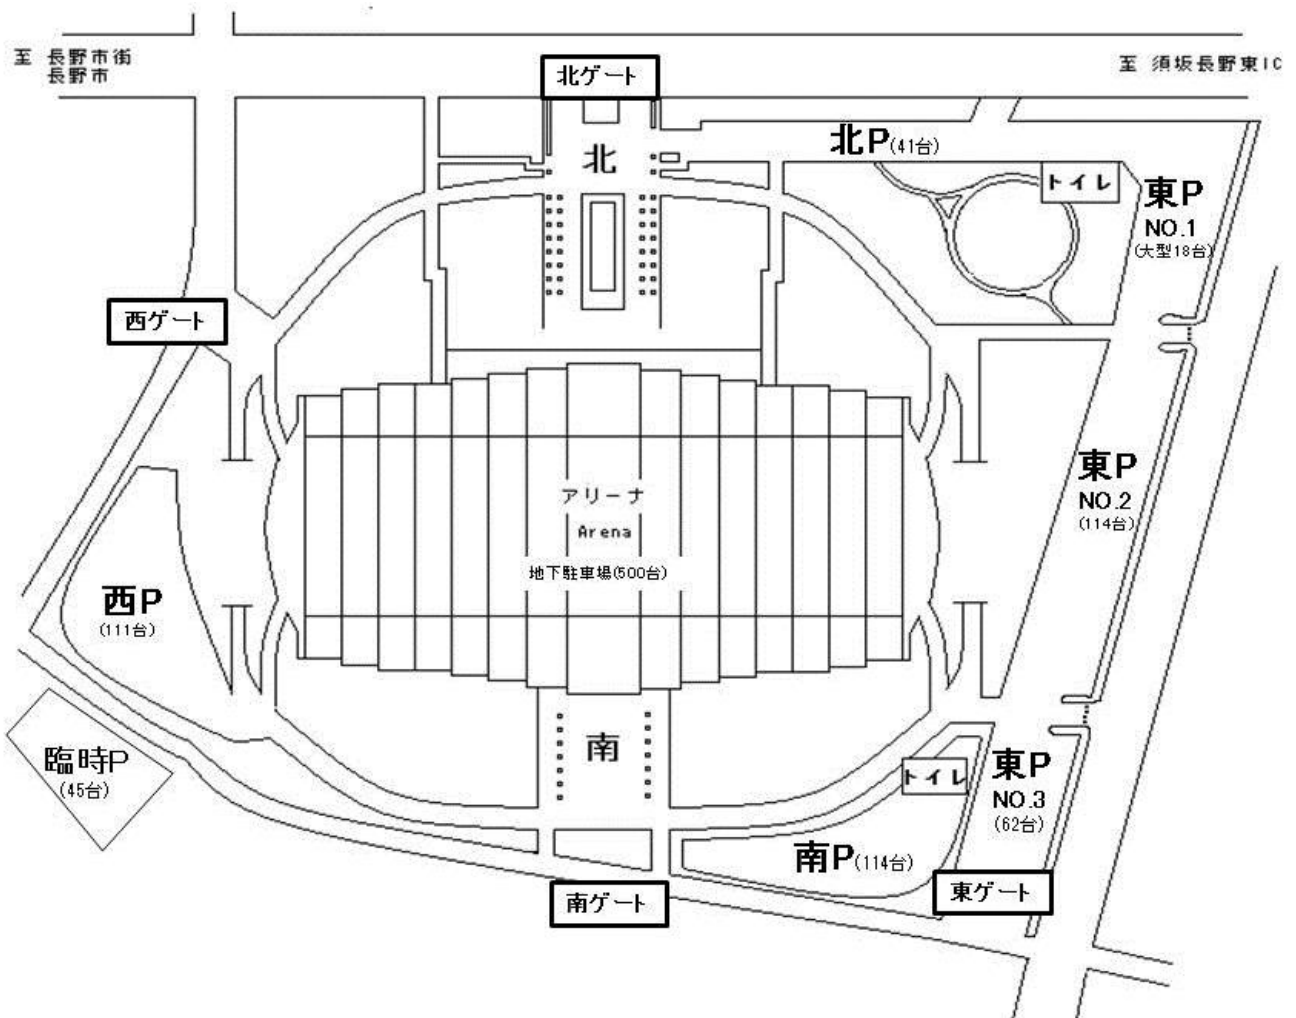 至 長野市街
長野市
北ゲート
至 須坂長野東IC
北P(41台)
北
トイレ
東P
NO.1
(大型18台)
西ゲート
東P
NO.2
(114台)
アリーナ
Arena
地下駐車場(500台)
西P
(111台)
南
臨時P
(45台)
トイレ
東P
NO.3
(62台)
南P(114台)
南ゲート
東ゲート